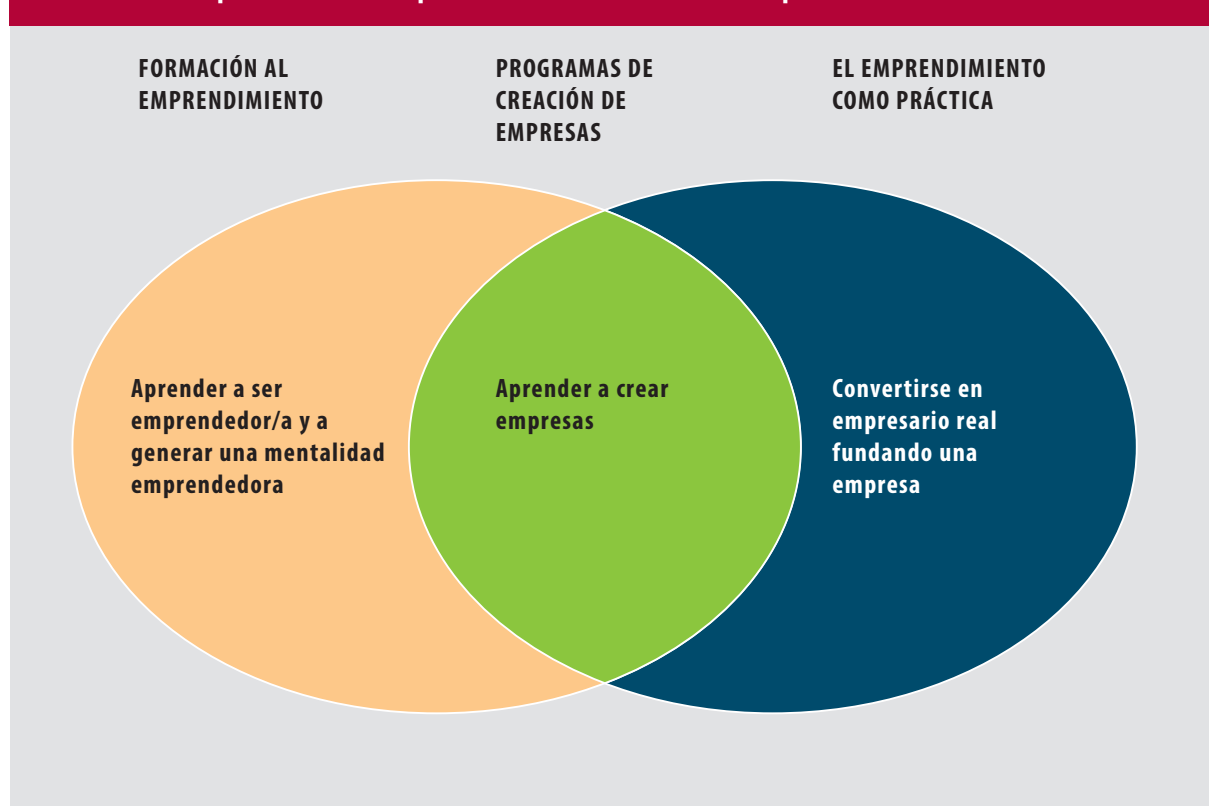 FORMACIÓN AL
EMPRENDIMIENTO
PROGRAMAS DE
CREACIÓN DE
EMPRESAS
EL EMPRENDIMIENTO
COMO PRÁCTICA
Aprender a ser
emprendedor/a y a
generar una mentalidad
emprendedora
Aprender a crear
empresas
Convertirse en
empresario real
fundando una
empresa